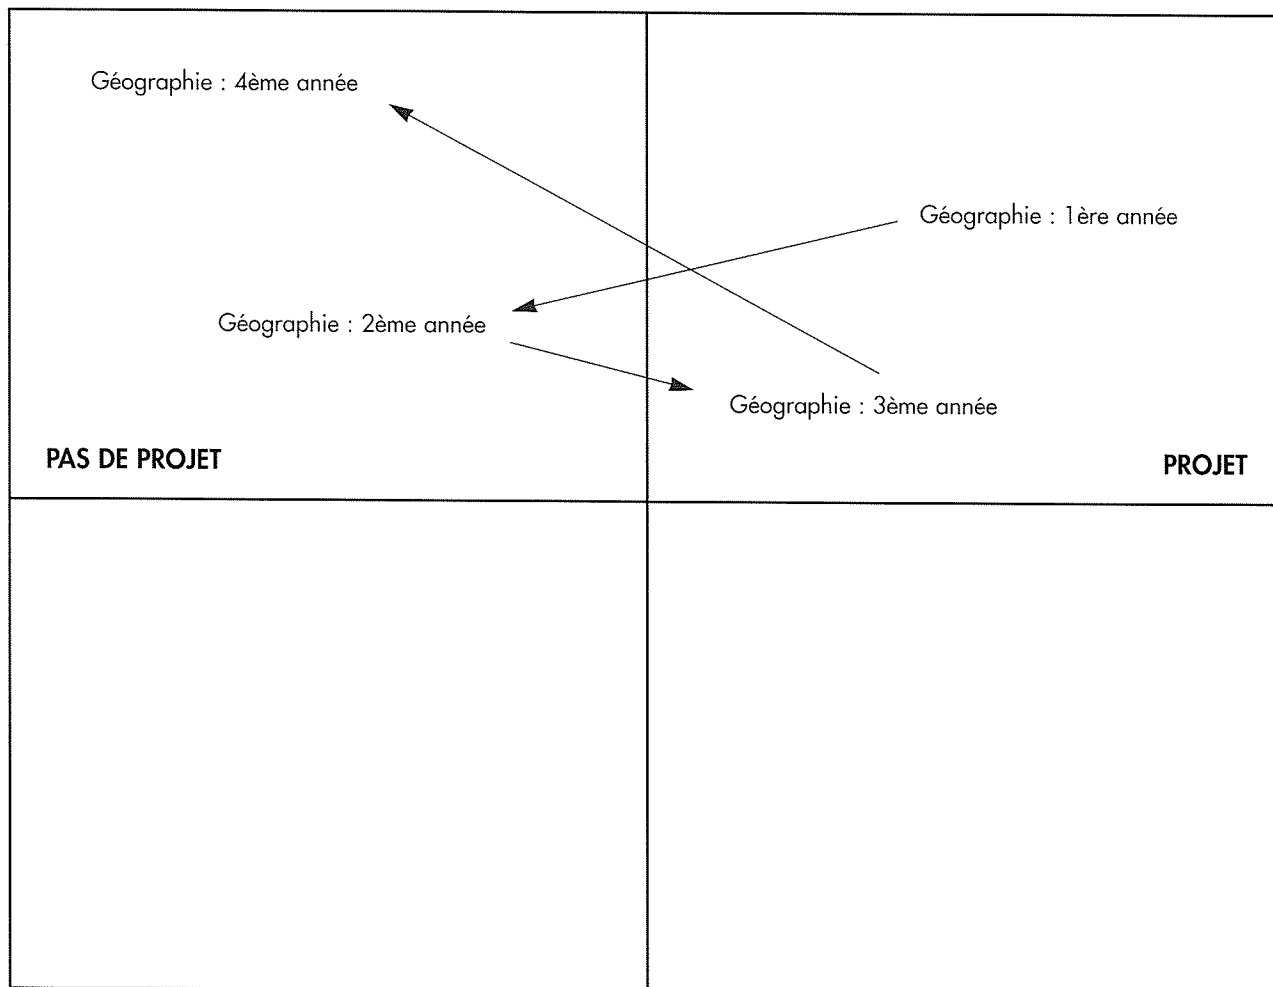 Géographie : 4ème année
Géographie : 1ère année
Géographie : 2ème année
Géographie : 3ème année
PAS DE PROJET
PROJET